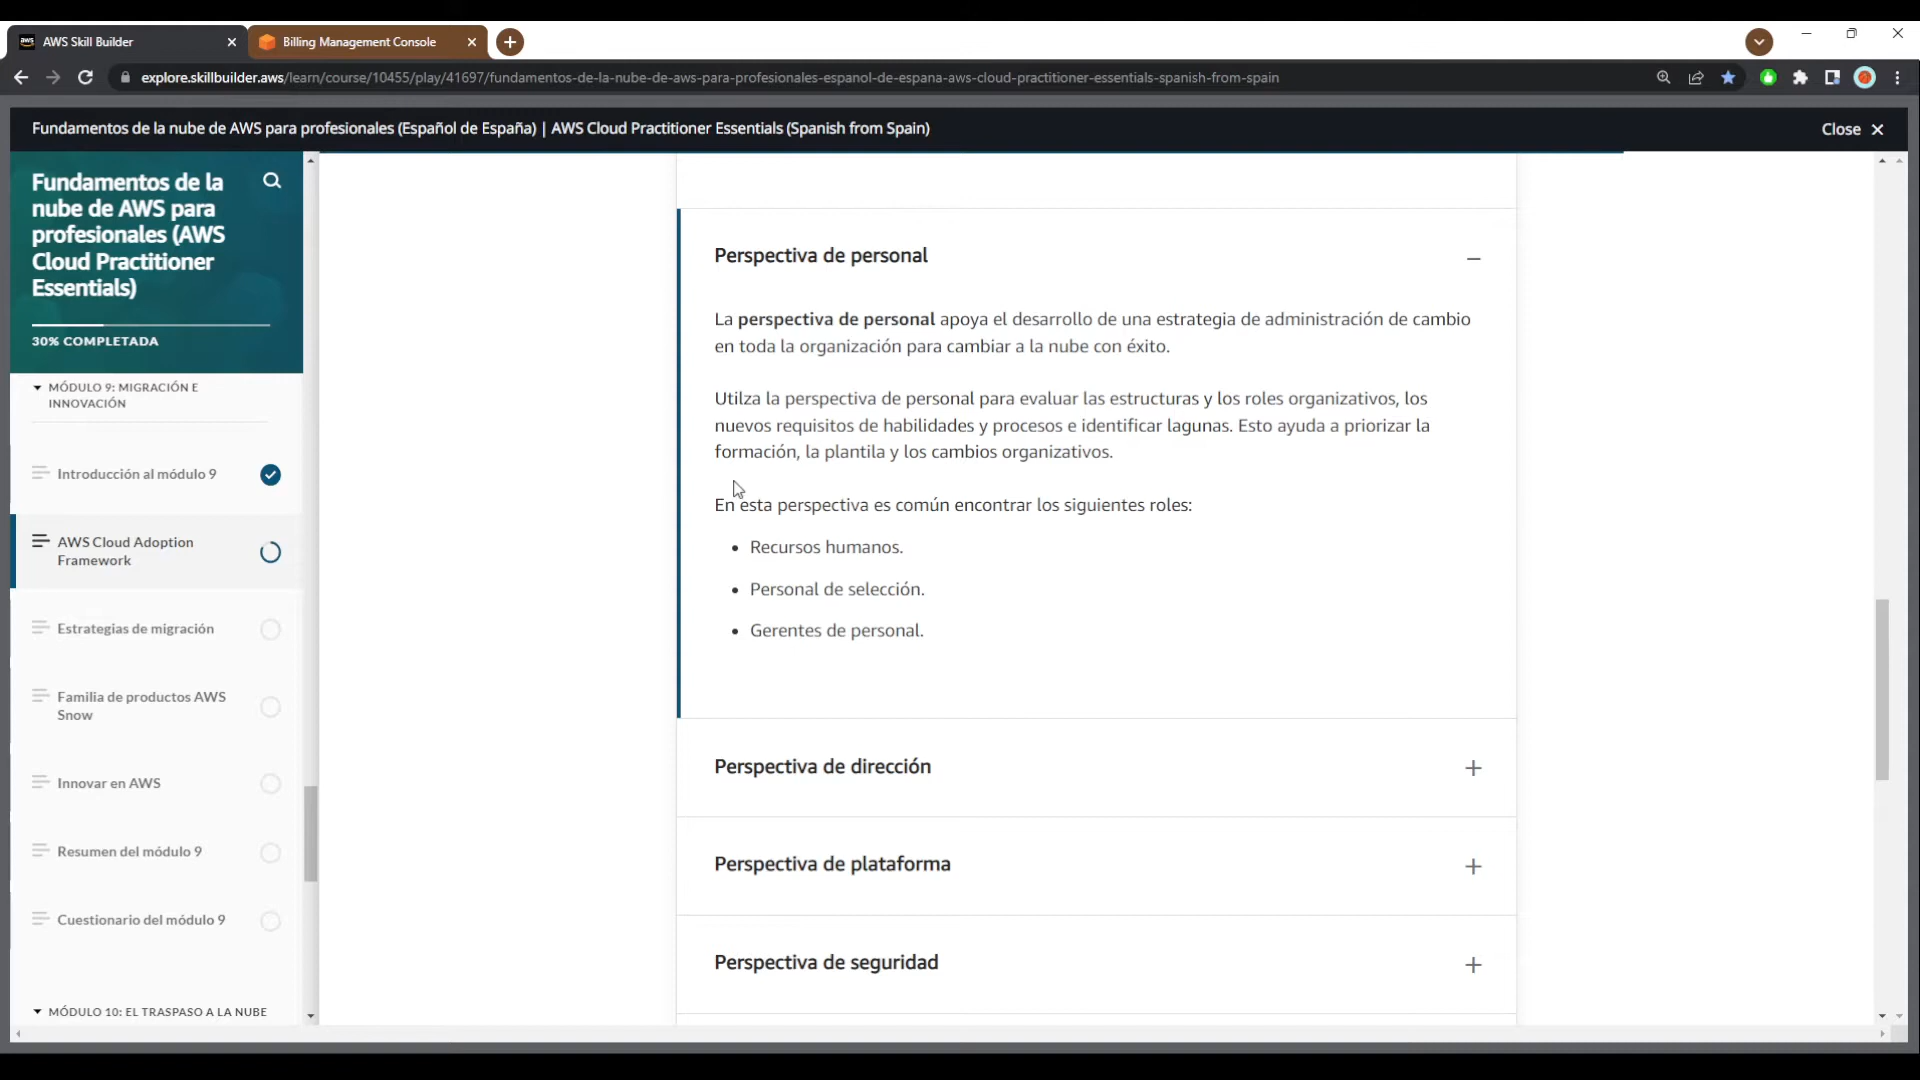 AWS Skill Builder
Billing Management Console
explore.skillbuilder.aws/learn/course/10455/play/41697/fundamentos-de-la-nube-de-aws-para-profesionales-espanol-de-espana-aws-cloud-practitioner-essentials-spanish-from-spain
Fundamentos de la nube de AWS para profesionales (Español de España) | AWS Cloud Practitioner Essentials (Spanish from Spain)
Close
Fundamentos de la
nube de AWS para
profesionales (AWS
Cloud Practitioner
Essentials)
30% COMPLETADA
MÓDULO 9: MIGRACIÓN E
INNOVACIÓN
Introducción al módulo 9
AWS Cloud Adoption
Framework
Estrategias de migración
Familia de productos AWS
Snow
Innovar en AWS
Resumen del módulo 9
Cuestionario del módulo 9
MÓDULO 10: EL TRASPASO A LA NUBE
Perspectiva de personal
La perspectiva de personal apoya el desarrollo de una estrategia de administración de cambio
en toda la organización para cambiar a la nube con éxito.
Utilza la perspectiva de personal para evaluar las estructuras y los roles organizativos, los
nuevos requisitos de habilidades y procesos e identificar lagunas. Esto ayuda a priorizar la
formación, la plantila y los cambios organizativos.
En esta perspectiva es común encontrar los siguientes roles:
• Recursos humanos.
• Personal de selección.
• Gerentes de personal.
Perspectiva de dirección
Perspectiva de plataforma
Perspectiva de seguridad